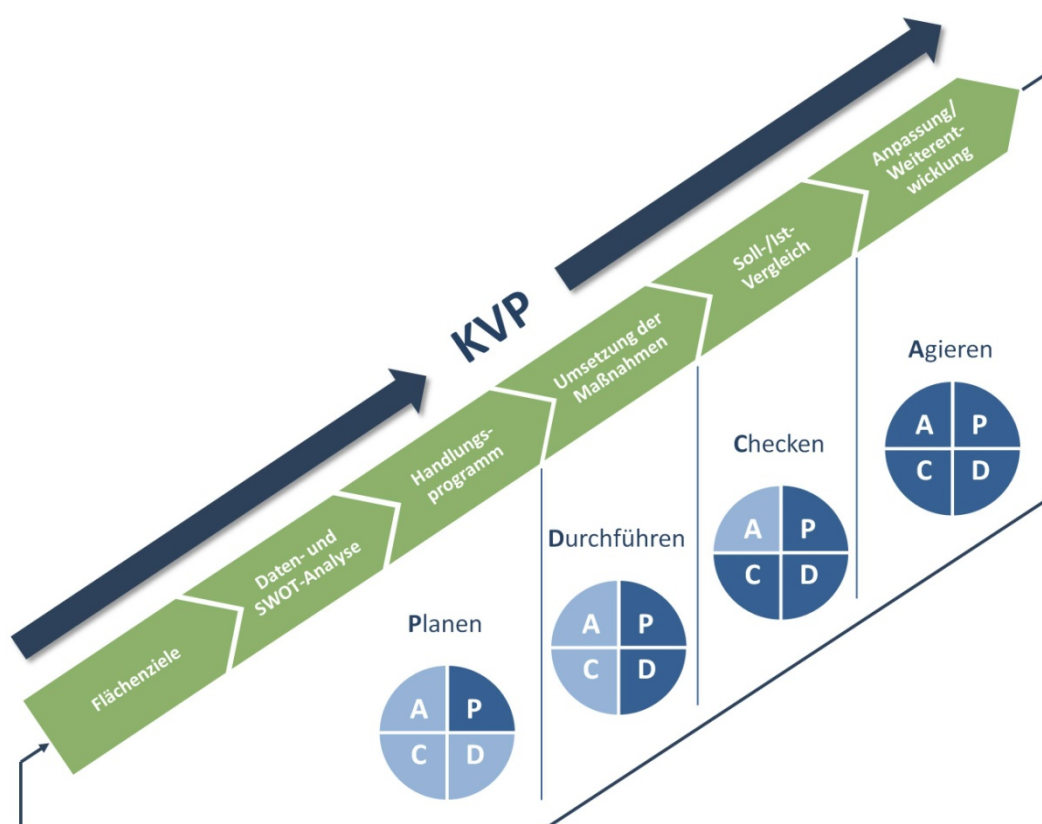 KVP
Flächenziele
Daten- und
SWOT-Analyse
Handlungs-
programm
Umsetzung der
Maßnahmen
Soll-/Ist-
Vergleich
Anpassung/
Weiterent-
wicklung
Planen
A P
C D
Durchführen
A P
C D
Checken
A P
C D
Agieren
A P
C D